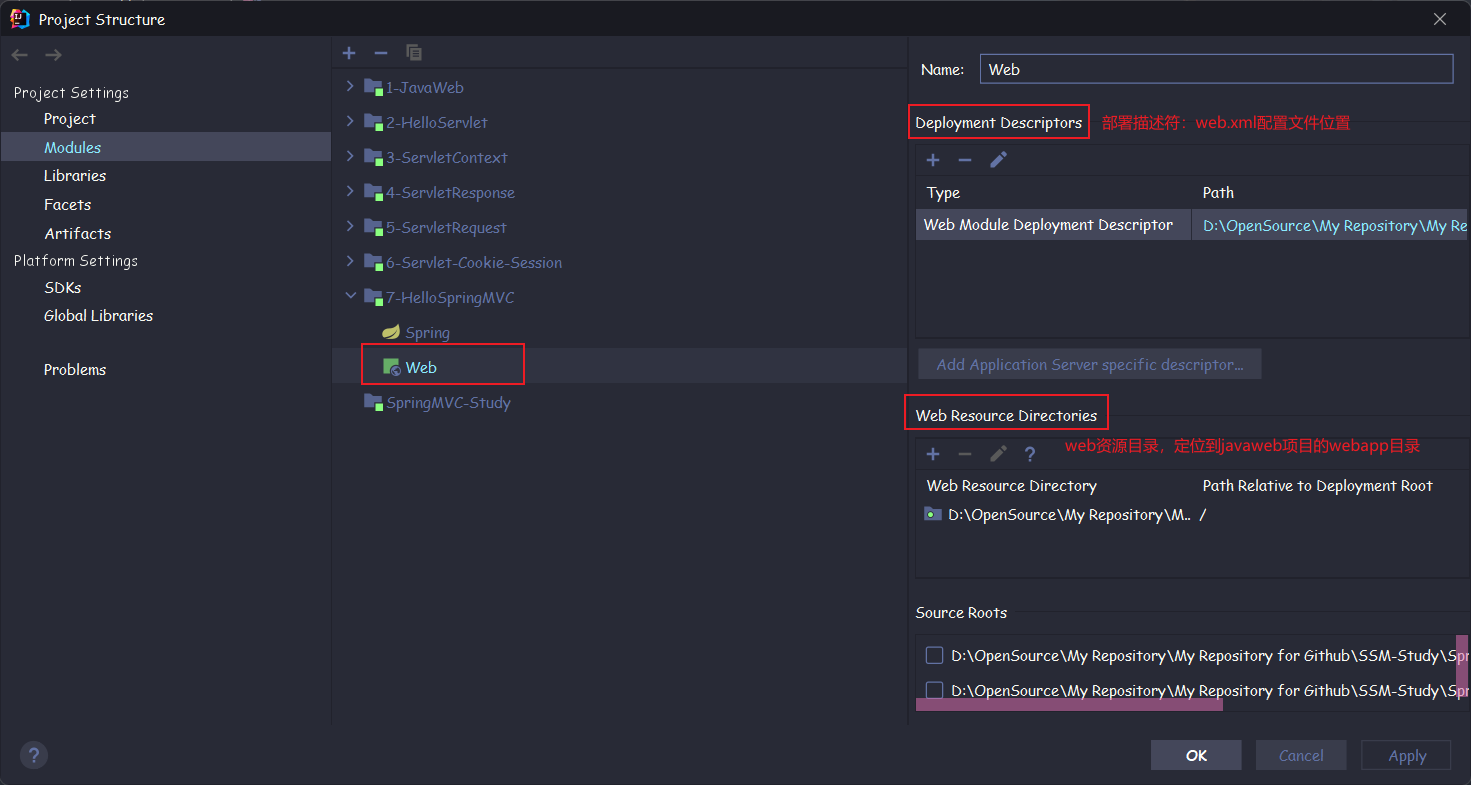 Project Structure
Project Settings
Project
Modules
Libraries
Facets
Artifacts
Platform Settings
SDKs
Global Libraries
Problems
1-JavaWeb
2-HelloServlet
3-ServletContext
4-ServletResponse
5-ServletRequest
6-Servlet-Cookie-Session
7-HelloSpringMVC
Spring
Web
SpringMVC-Study
Name: Web
Deployment Descriptors 部署描述符：web.xml配置文件位置
Type Path
Web Module Deployment Descriptor D:\OpenSource\My Repository\My Re
Add Application Server specific descriptor...
Web Resource Directories
web资源目录，定位到javaweb项目的webapp目录
Web Resource Directory Path Relative to Deployment Root
D:\OpenSource\My Repository\M.. /
Source Roots
D:\OpenSource\My Repository\My Repository for Github\SSM-Study\Spr
D:\OpenSource\My Repository\My Repository for Github\SSM-Study\Spr
? OK Cancel Apply